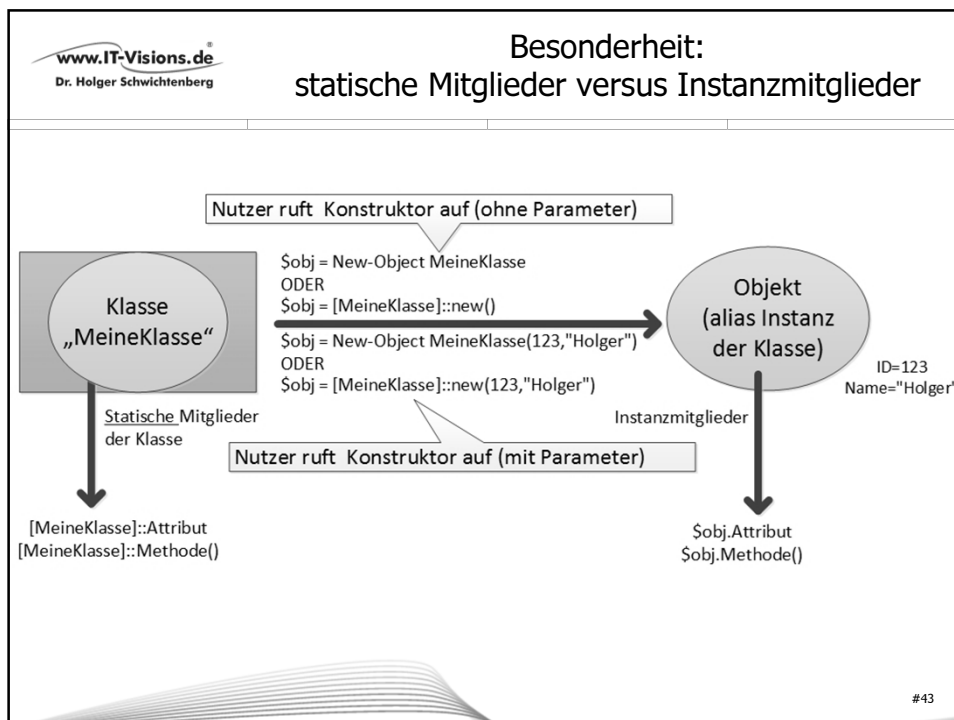 www.IT-Visions.de®
Dr. Holger Schwichtenberg
Besonderheit:
statische Mitglieder versus Instanzmitglieder
Nutzer ruft Konstruktor auf (ohne Parameter)
Klasse
„MeineKlasse“
$obj = New-Object MeineKlasse
ODER
$obj = [MeineKlasse]::new()
$obj = New-Object MeineKlasse(123,"Holger")
ODER
$obj = [MeineKlasse]::new(123,"Holger")
Objekt
(alias Instanz
der Klasse)
ID=123
Name="Holger"
Statische Mitglieder
der Klasse
Instanzmitglieder
Nutzer ruft Konstruktor auf (mit Parameter)
[MeineKlasse]::Attribut
[MeineKlasse]::Methode()
$obj.Attribut
$obj.Methode()
#43